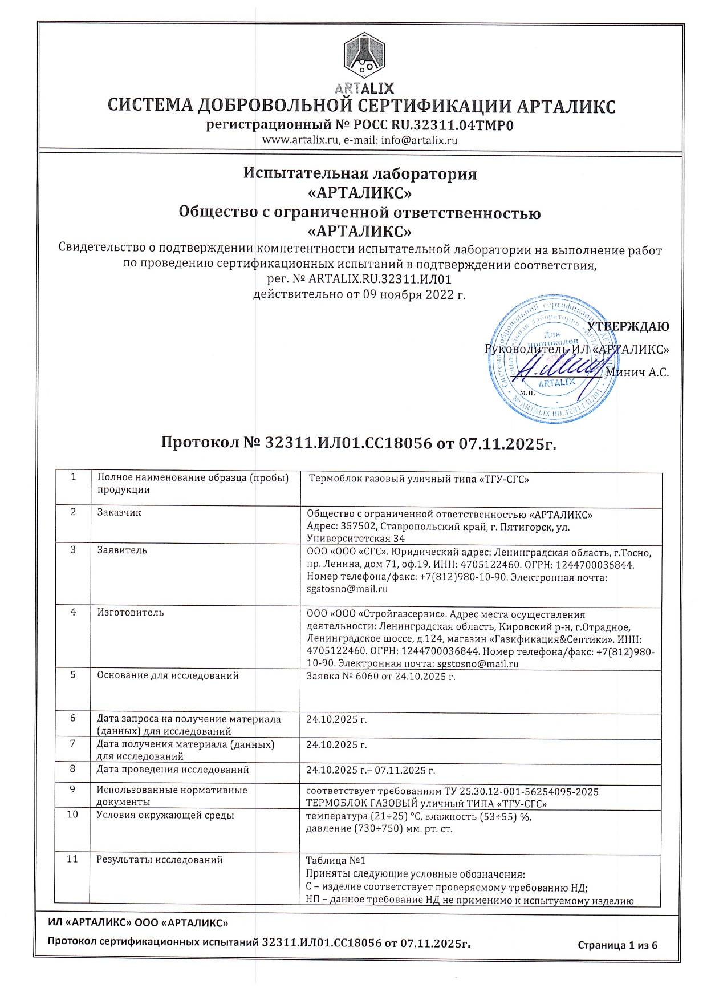 ARTALIX
СИСТЕМА ДОБРОВОЛЬНОЙ СЕРТИФИКАЦИИ АРТАЛИКС
регистрационный № РОСС RU.32311.04ТМР0
www.artalix.ru, e-mail: info@artalix.ru
Испытательная лаборатория
«АРТАЛИКС»
Общество с ограниченной ответственностью
«АРТАЛИКС»
Свидетельство о подтверждении компетентности испытательной лаборатории на выполнение работ
по проведению сертификационных испытаний в подтверждении соответствия,
рег. № ARTALIX.RU.32311.ИЛ01
действительно от 09 ноября 2022 г.
УТВЕРЖДАЮ
Руководитель ИЛ «АРТАЛИКС»
Минич А.С.
м.п.
Для
протоколов
ARTALIX
№ ARTALIX.RU.32311.ИЛ01
Протокол № 32311.ИЛ01.СС18056 от 07.11.2025г.
1 Полное наименование образца (пробы) Термоблок газовый уличный типа «ТГУ-СГС»
продукции
2 Заказчик Общество с ограниченной ответственностью «АРТАЛИКС»
Адрес: 357502, Ставропольский край, г. Пятигорск, ул.
Университетская 34
3 Заявитель ООО «ООО «СГС». Юридический адрес: Ленинградская область, г.Тосно,
пр. Ленина, дом 71, оф.19. ИНН: 4705122460. ОГРН: 1244700036844.
Номер телефона/факс: +7(812)980-10-90. Электронная почта:
sgstosno@mail.ru
4 Изготовитель ООО «ООО «Стройгазсервис». Адрес места осуществления
деятельности: Ленинградская область, Кировский р-н, г.Отрадное,
Ленинградское шоссе, д.124, магазин «Газификация&Септики». ИНН:
4705122460. ОГРН: 1244700036844. Номер телефона/факс: +7(812)980-
10-90. Электронная почта: sgstosno@mail.ru
5 Основание для исследований Заявка № 6060 от 24.10.2025 г.
6 Дата запроса на получение материала 24.10.2025 г.
(данных) для исследований
7 Дата получения материала (данных) 24.10.2025 г.
для исследований
8 Дата проведения исследований 24.10.2025 г.– 07.11.2025 г.
9 Использованные нормативные соответствует требованиям ТУ 25.30.12-001-56254095-2025
документы ТЕРМОБЛОК ГАЗОВЫЙ уличный ТИПА «ТГУ-СГС»
10 Условия окружающей среды температура (21÷25) °С, влажность (53÷55) %,
давление (730÷750) мм. рт. ст.
11 Результаты исследований Таблица №1
Приняты следующие условные обозначения:
С – изделие соответствует проверяемому требованию НД;
НП – данное требование НД не применимо к испытуемому изделию
ИЛ «АРТАЛИКС» ООО «АРТАЛИКС»
Протокол сертификационных испытаний 32311.ИЛ01.СС18056 от 07.11.2025г.
Страница 1 из 6